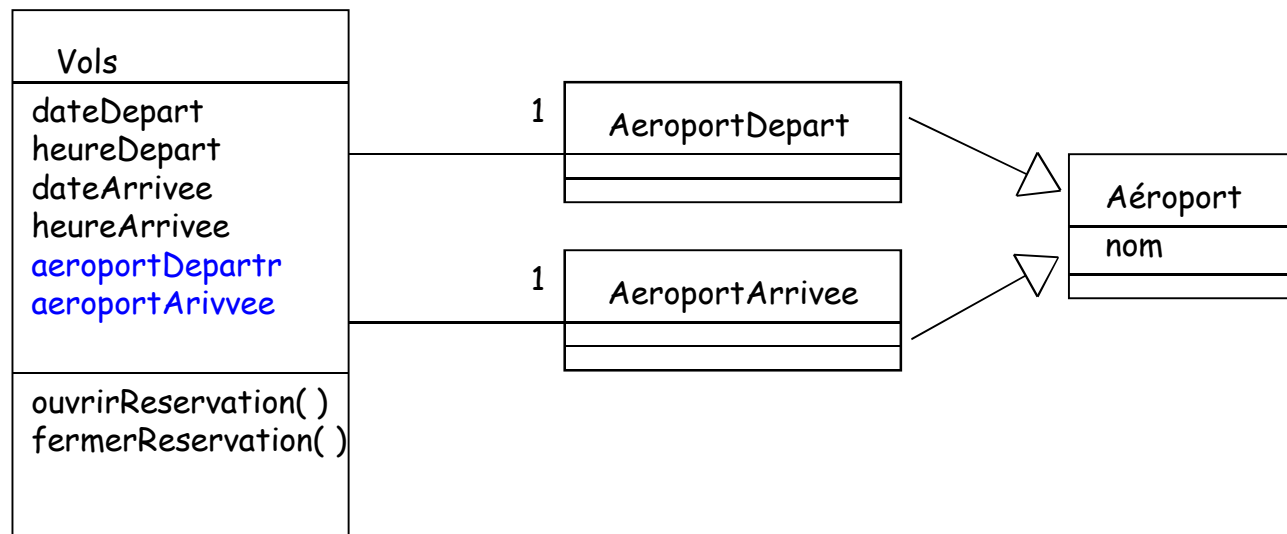 Vols
dateDepart
heureDepart
dateArrivee
heureArrivee
aeroportDepartr
aeroportArivvee
ouvrirReservation( )
fermerReservation( )
1
AeroportDepart
1
AeroportArrivee
Aéroport
nom